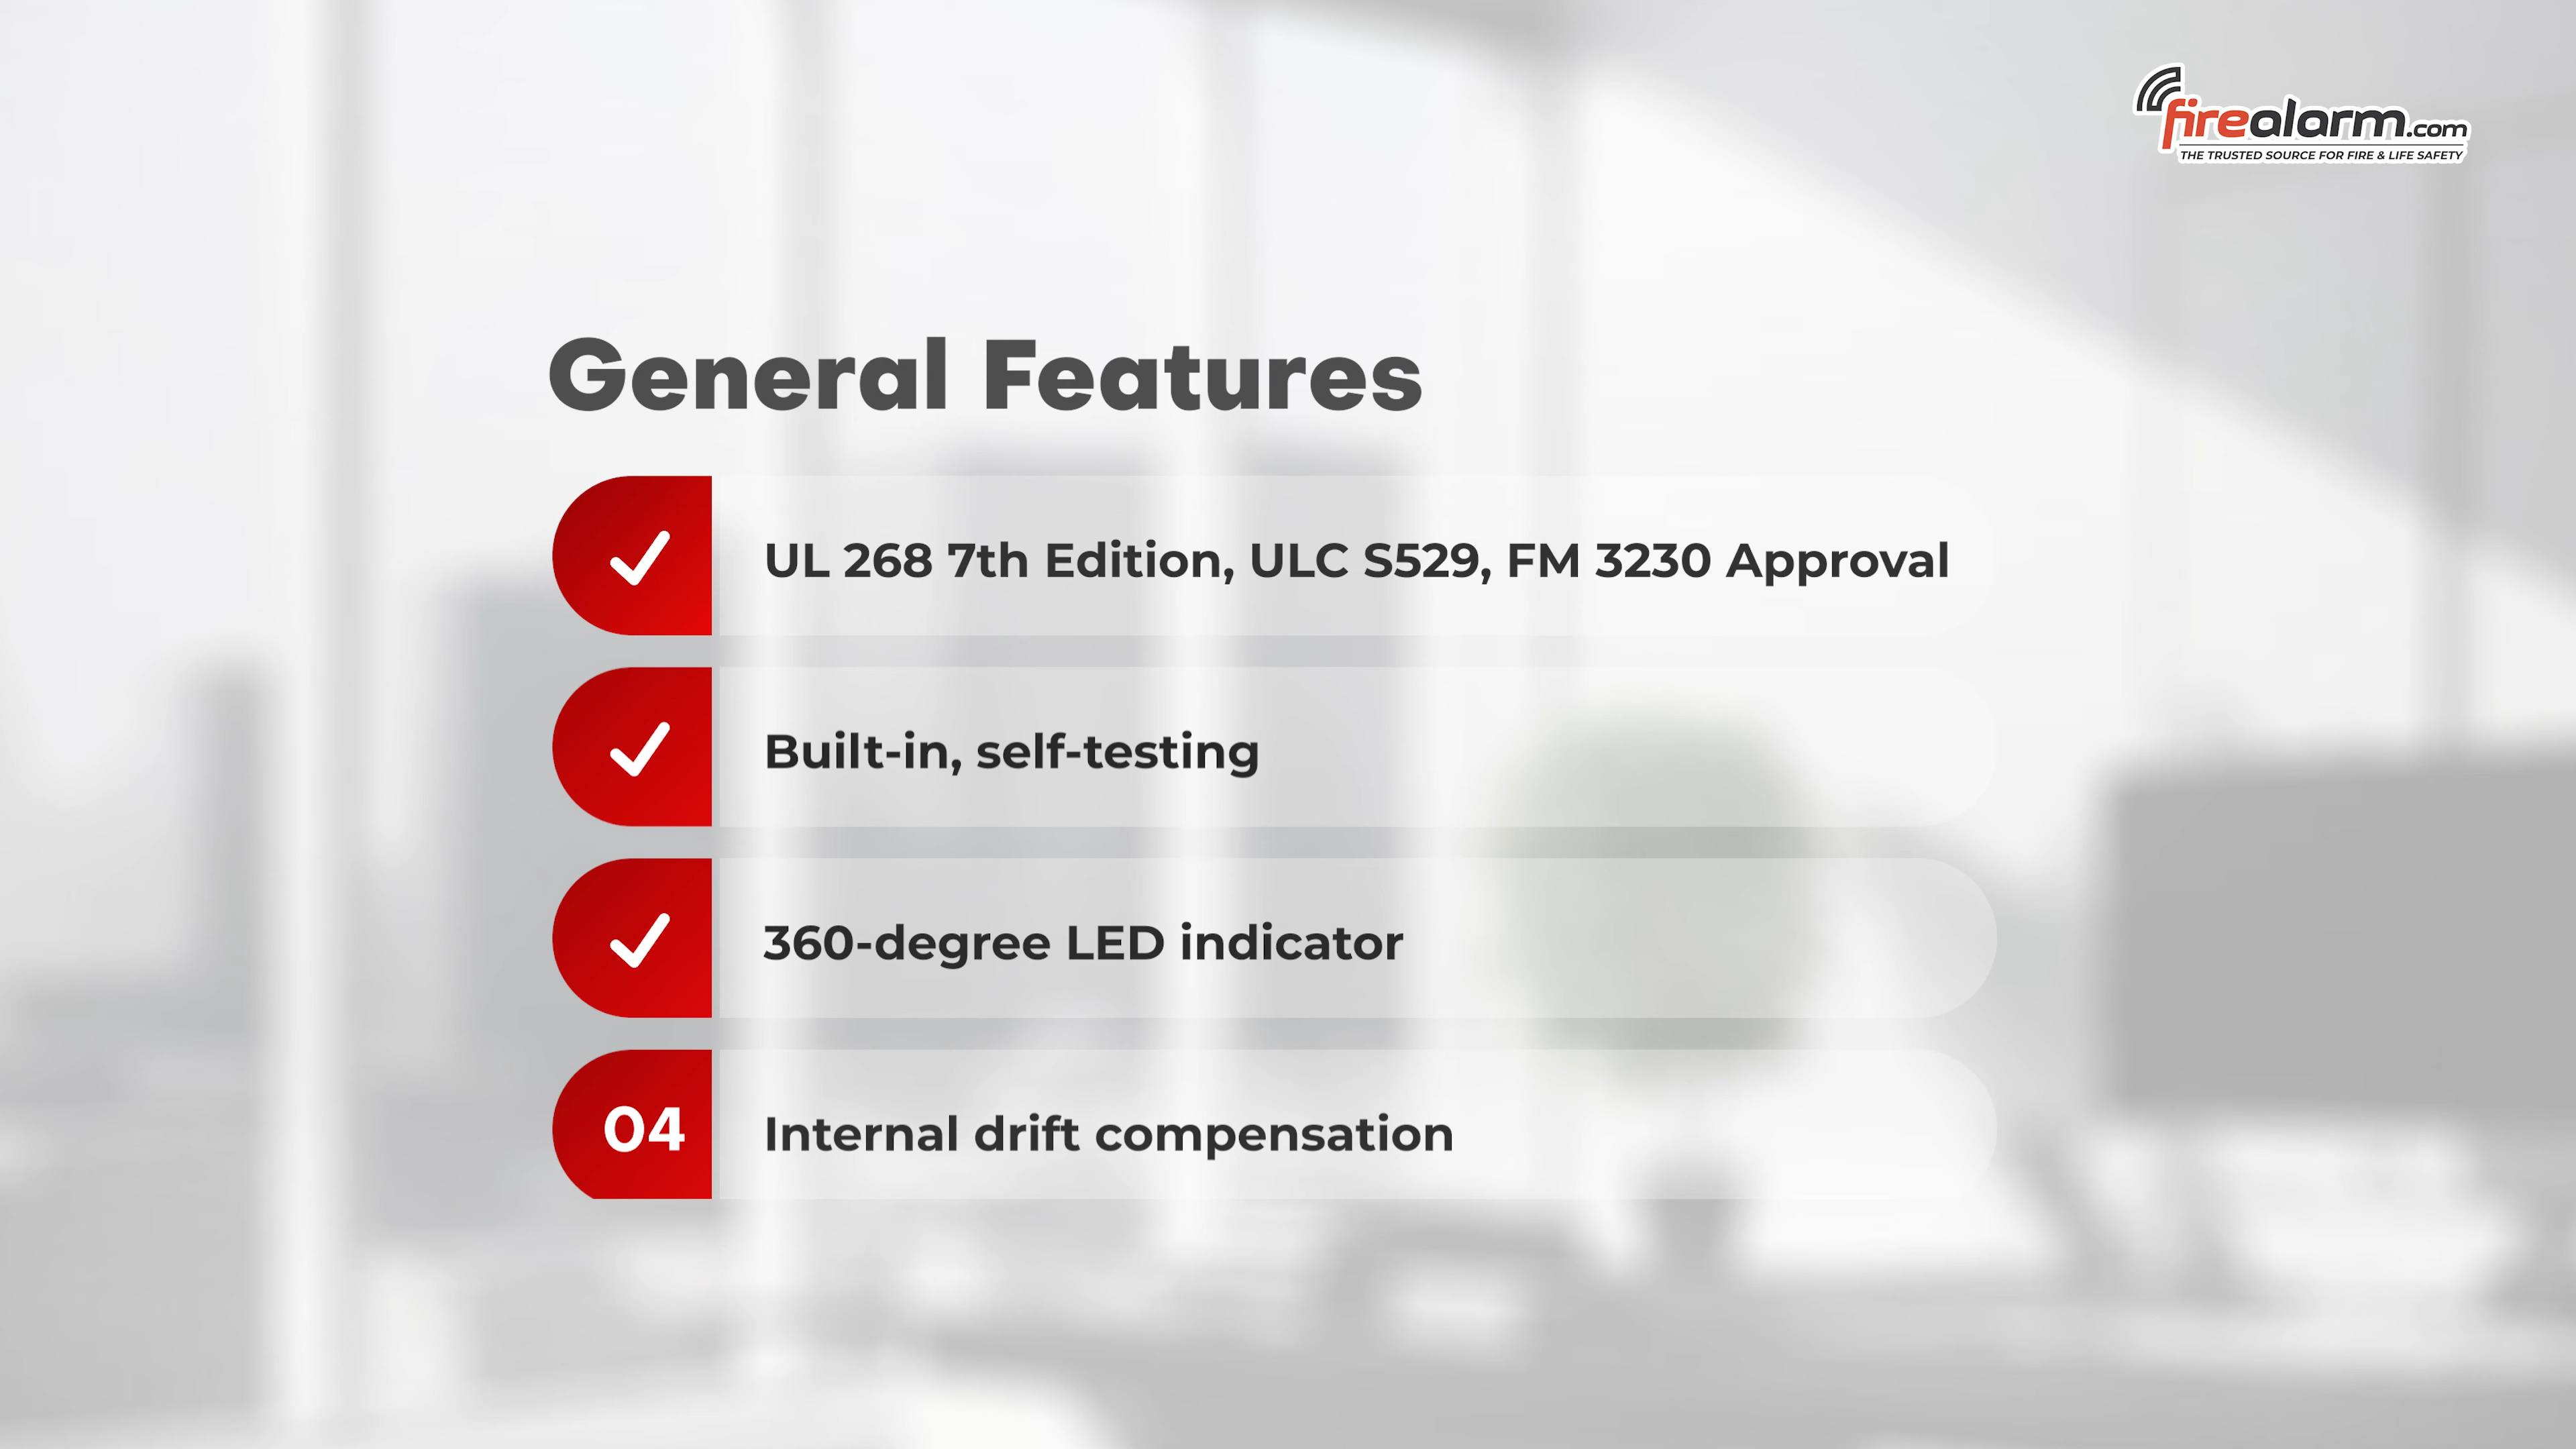 firealarm.com
THE TRUSTED SOURCE FOR FIRE & LIFE SAFETY
General Features
UL 268 7th Edition, ULC S529, FM 3230 Approval
Built-in, self-testing
360-degree LED indicator
04 Internal drift compensation